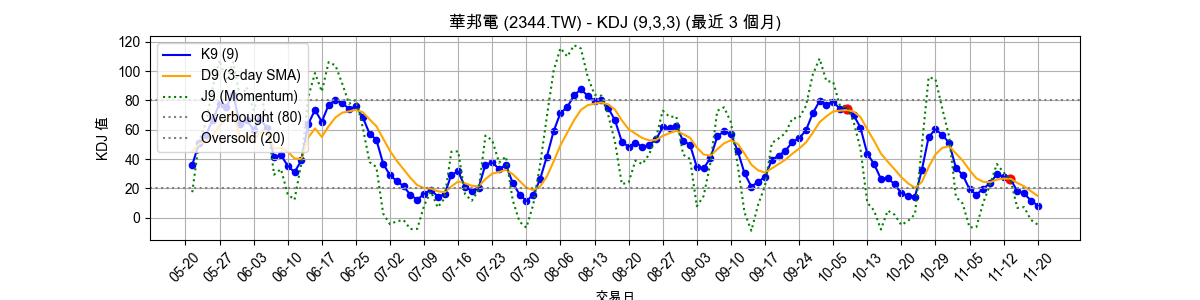 華邦電 (2344.TW) - KDJ (9,3,3) (最近 3 個月)
KDJ 值
120
100
80
60
40
20
0
K9 (9)
D9 (3-day SMA)
J9 (Momentum)
Overbought (80)
Oversold (20)
05-20 05-27 06-03 06-10 06-17 06-25 07-02 07-09 07-16 07-23 07-30 08-06 08-13 08-20 08-27 09-03 09-10 09-17 09-24 10-05 10-13 10-20 10-29 11-05 11-12 11-20
交易日